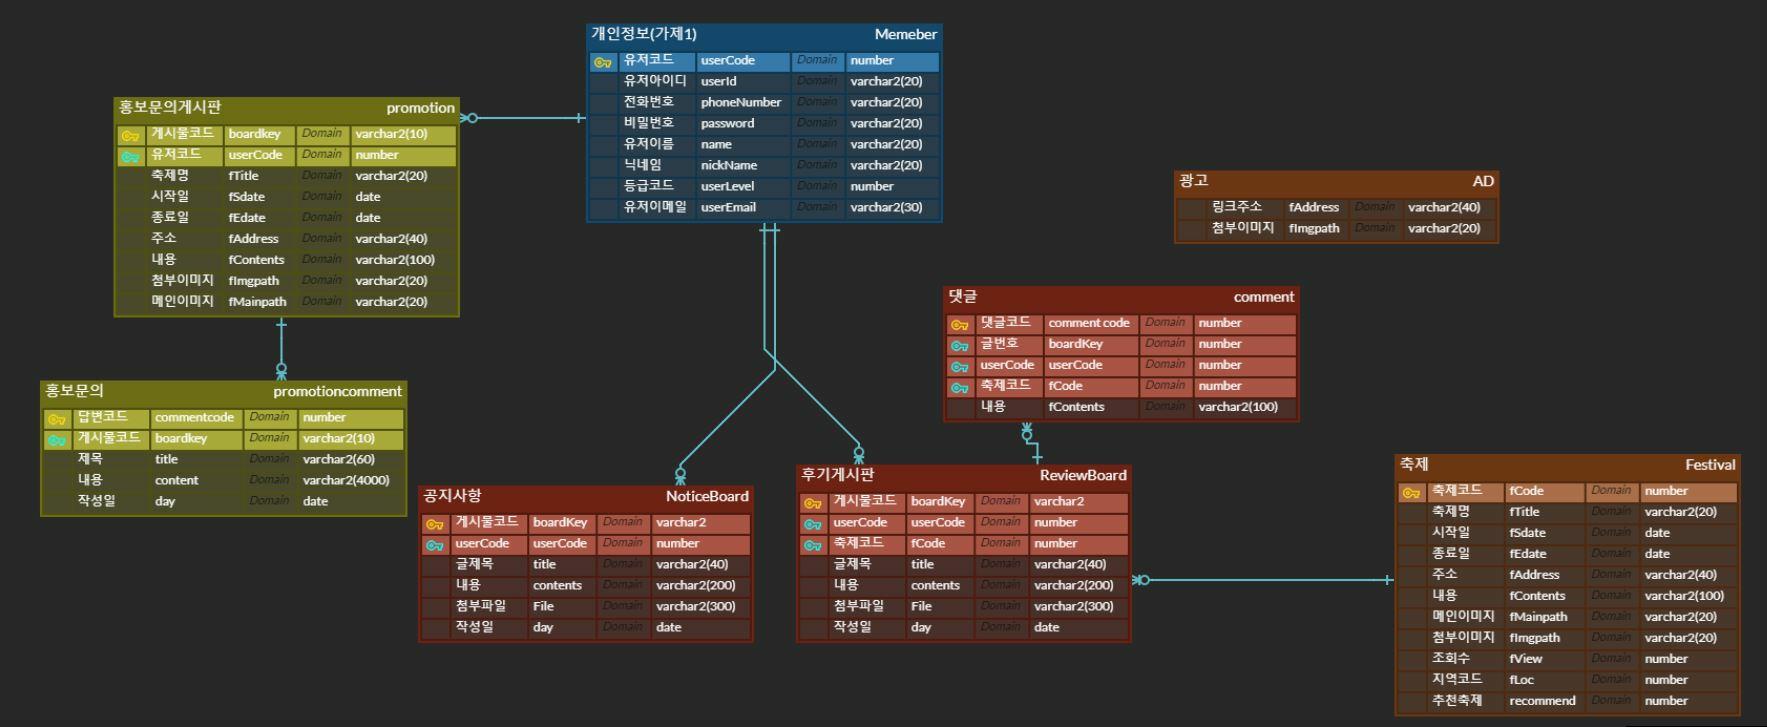 개인정보(가제1) Memeber
유저코드 userCode Domain number
유저아이디 userId Domain varchar2(20)
전화번호 phoneNumber Domain varchar2(20)
비밀번호 password Domain varchar2(20)
유저이름 name Domain varchar2(20)
닉네임 nickName Domain varchar2(20)
등급코드 userLevel Domain number
유저이메일 userEmail Domain varchar2(30)
홍보문의게시판 promotion
게시물코드 boardkey Domain varchar2(10)
유저코드 userCode Domain number
축제명 fTitle Domain varchar2(20)
시작일 fSdate Domain date
종료일 fEdate Domain date
주소 fAddress Domain varchar2(40)
내용 fContents Domain varchar2(100)
첨부이미지 fImgpath Domain varchar2(20)
메인이미지 fMainpath Domain varchar2(20)
광고 AD
링크주소 fAddress Domain varchar2(40)
첨부이미지 fImgpath Domain varchar2(20)
댓글 comment
댓글코드 comment code Domain number
글번호 boardKey Domain number
userCode userCode Domain number
축제코드 fCode Domain number
내용 fContents Domain varchar2(100)
홍보문의 promotioncomment
답변코드 commentcode Domain number
게시물코드 boardkey Domain varchar2(10)
제목 title Domain varchar2(60)
내용 content Domain varchar2(4000)
작성일 day Domain date
공지사항 NoticeBoard
게시물코드 boardKey Domain varchar2
userCode userCode Domain number
글제목 title Domain varchar2(40)
내용 contents Domain varchar2(200)
첨부파일 File Domain varchar2(300)
작성일 day Domain date
후기게시판 ReviewBoard
게시물코드 boardKey Domain varchar2
userCode userCode Domain number
축제코드 fCode Domain number
글제목 title Domain varchar2(40)
내용 contents Domain varchar2(200)
첨부파일 File Domain varchar2(300)
작성일 day Domain date
축제 Festival
축제코드 fCode Domain number
축제명 fTitle Domain varchar2(20)
시작일 fSdate Domain date
종료일 fEdate Domain date
주소 fAddress Domain varchar2(40)
내용 fContents Domain varchar2(100)
메인이미지 fMainpath Domain varchar2(20)
첨부이미지 fImgpath Domain varchar2(20)
조회수 fView Domain number
지역코드 fLoc Domain number
추천축제 recommend Domain number